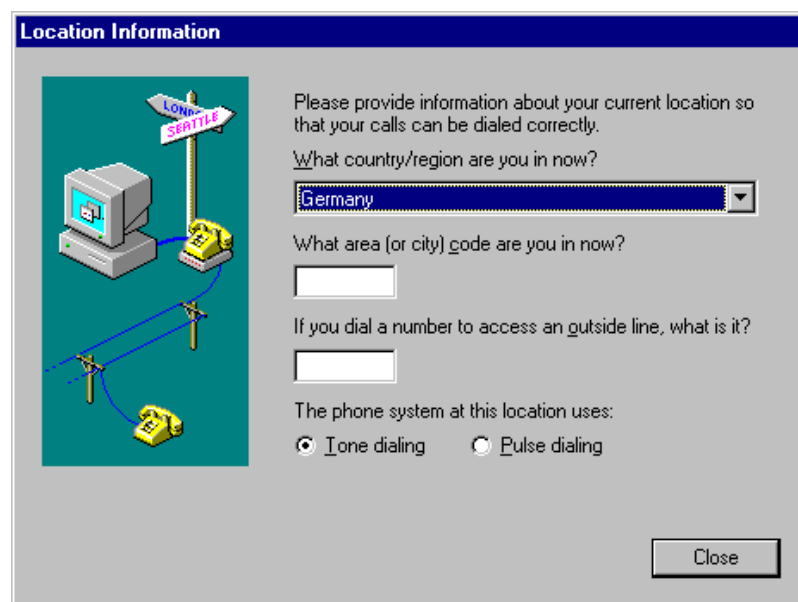 Location Information
LONDO
SEATTLE
Please provide information about your current location so
that your calls can be dialed correctly.
What country/region are you in now?
Germany
What area (or city) code are you in now?
If you dial a number to access an outside line, what is it?
The phone system at this location uses:
Tone dialing Pulse dialing
Close